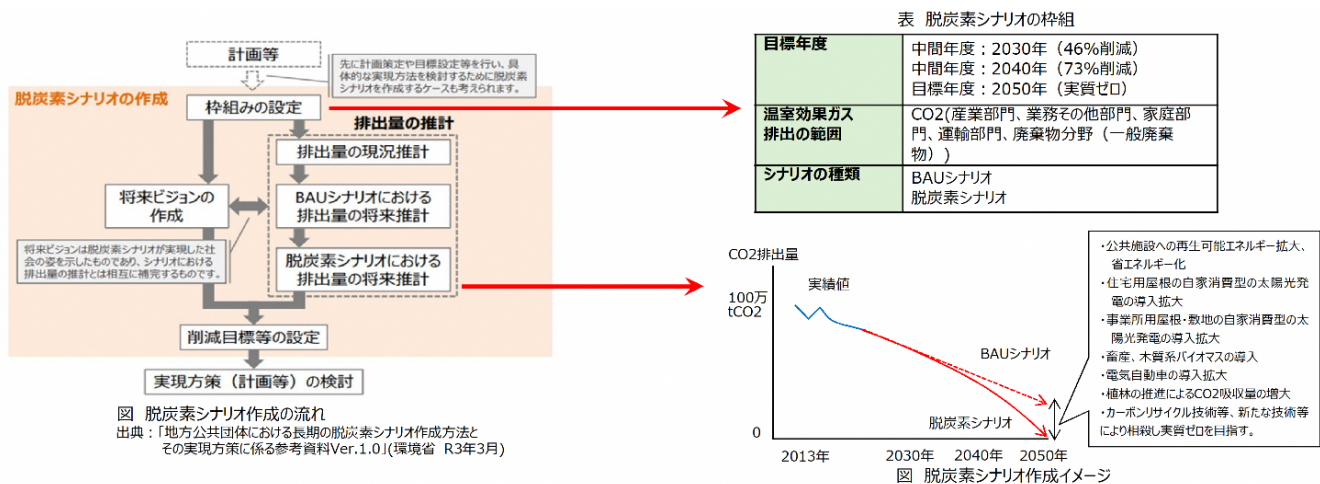 計画等
先に計画策定や目標設定等を行い、具
体的な実現方法を検討するために脱炭素
シナリオを作成するケースも考えられます。
脱炭素シナリオの作成
枠組みの設定
排出量の推計
排出量の現況推計
将来ビジョンの
作成
BAUシナリオにおける
排出量の将来推計
将来ビジョンは脱炭素シナリオが実現した社
会の姿を示したものであり、シナリオにおける
排出量の推計とは相互に補完するものです。
脱炭素シナリオにおける
排出量の将来推計
削減目標等の設定
実現方策（計画等）の検討
図 脱炭素シナリオ作成の流れ
出典：「地方公共団体における長期の脱炭素シナリオ作成方法と
その実現方策に係る参考資料Ver.1.0」(環境省 R3年3月)
表 脱炭素シナリオの枠組
目標年度
中間年度：2030年（46%削減）
中間年度：2040年（73%削減）
目標年度：2050年（実質ゼロ）
温室効果ガス
排出の範囲
CO2(産業部門、業務その他部門、家庭部
門、運輸部門、廃棄物分野（一般廃棄
物）)
シナリオの種類
BAUシナリオ
脱炭素シナリオ
CO2排出量
100万
tCO2
0
実績値
BAUシナリオ
脱炭素シナリオ
2013年
2030年
2040年
2050年
・公共施設への再生可能エネルギー拡大、
省エネルギー化
・住宅用屋根の自家消費型の太陽光発
電の導入拡大
・事業所用屋根・敷地の自家消費型の太
陽光発電の導入拡大
・畜産、木質系バイオマスの導入
・電気自動車の導入拡大
・植林の推進によるCO2吸収量の増大
・カーボンリサイクル技術等、新たな技術等
により相殺し実質ゼロを目指す。
図 脱炭素シナリオ作成イメージ